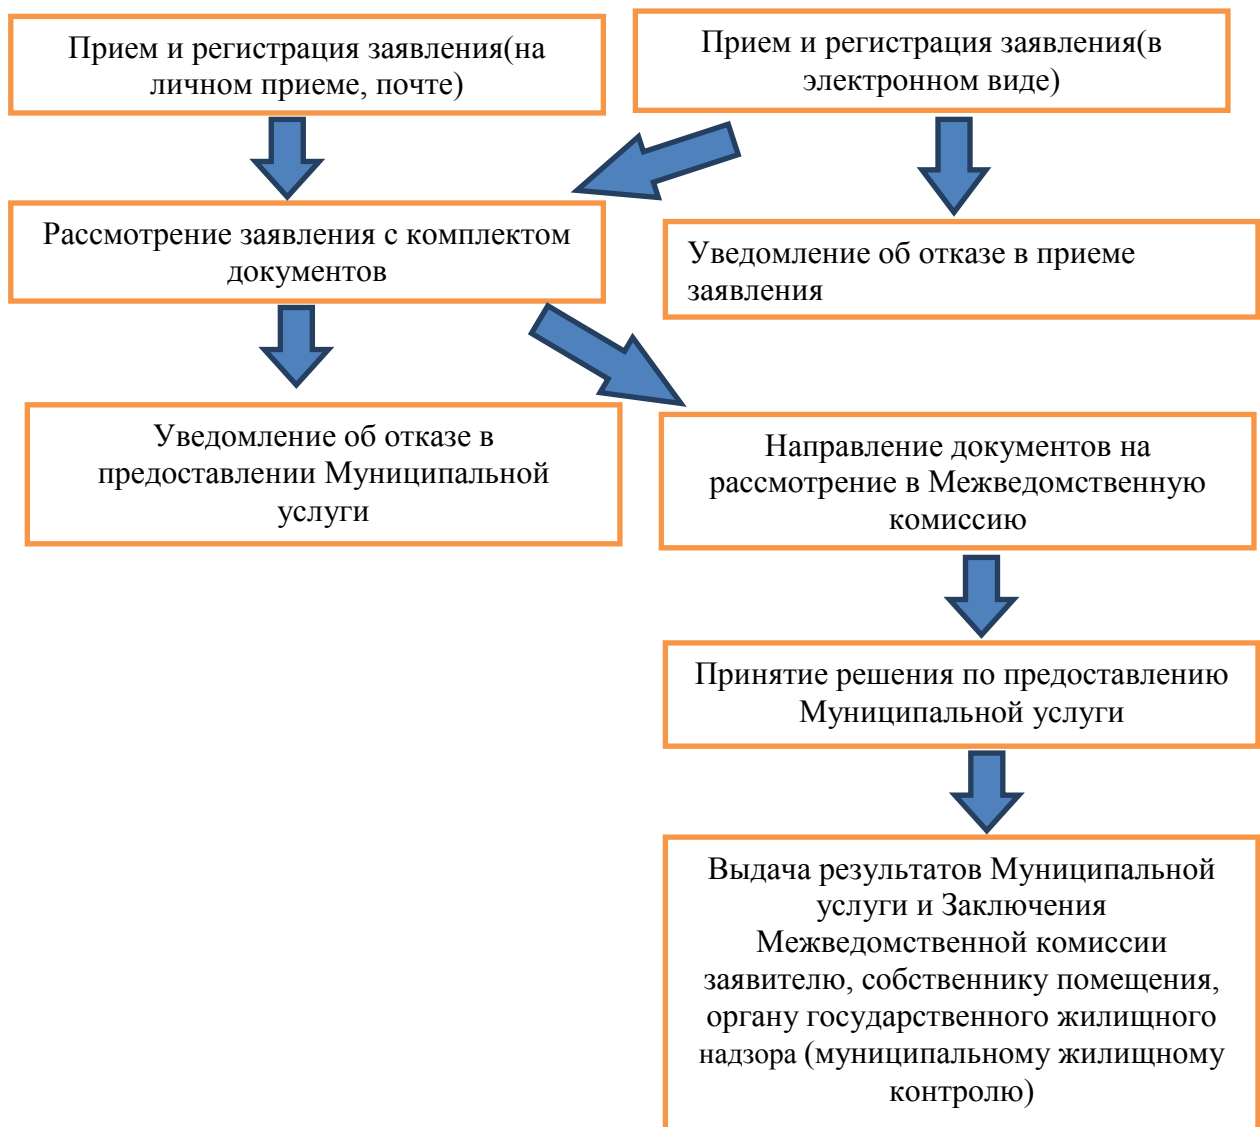 Прием и регистрация заявления(на
личном приеме, почте)
Прием и регистрация заявления(в
электронном виде)
Рассмотрение заявления с комплектом
документов
Уведомление об отказе в приеме
заявления
Уведомление об отказе в
предоставлении Муниципальной
услуги
Направление документов на
рассмотрение в Межведомственную
комиссию
Принятие решения по предоставлению
Муниципальной услуги
Выдача результатов Муниципальной
услуги и Заключения
Межведомственной комиссии
заявителю, собственнику помещения,
органу государственного жилищного
надзора (муниципальному жилищному
контролю)